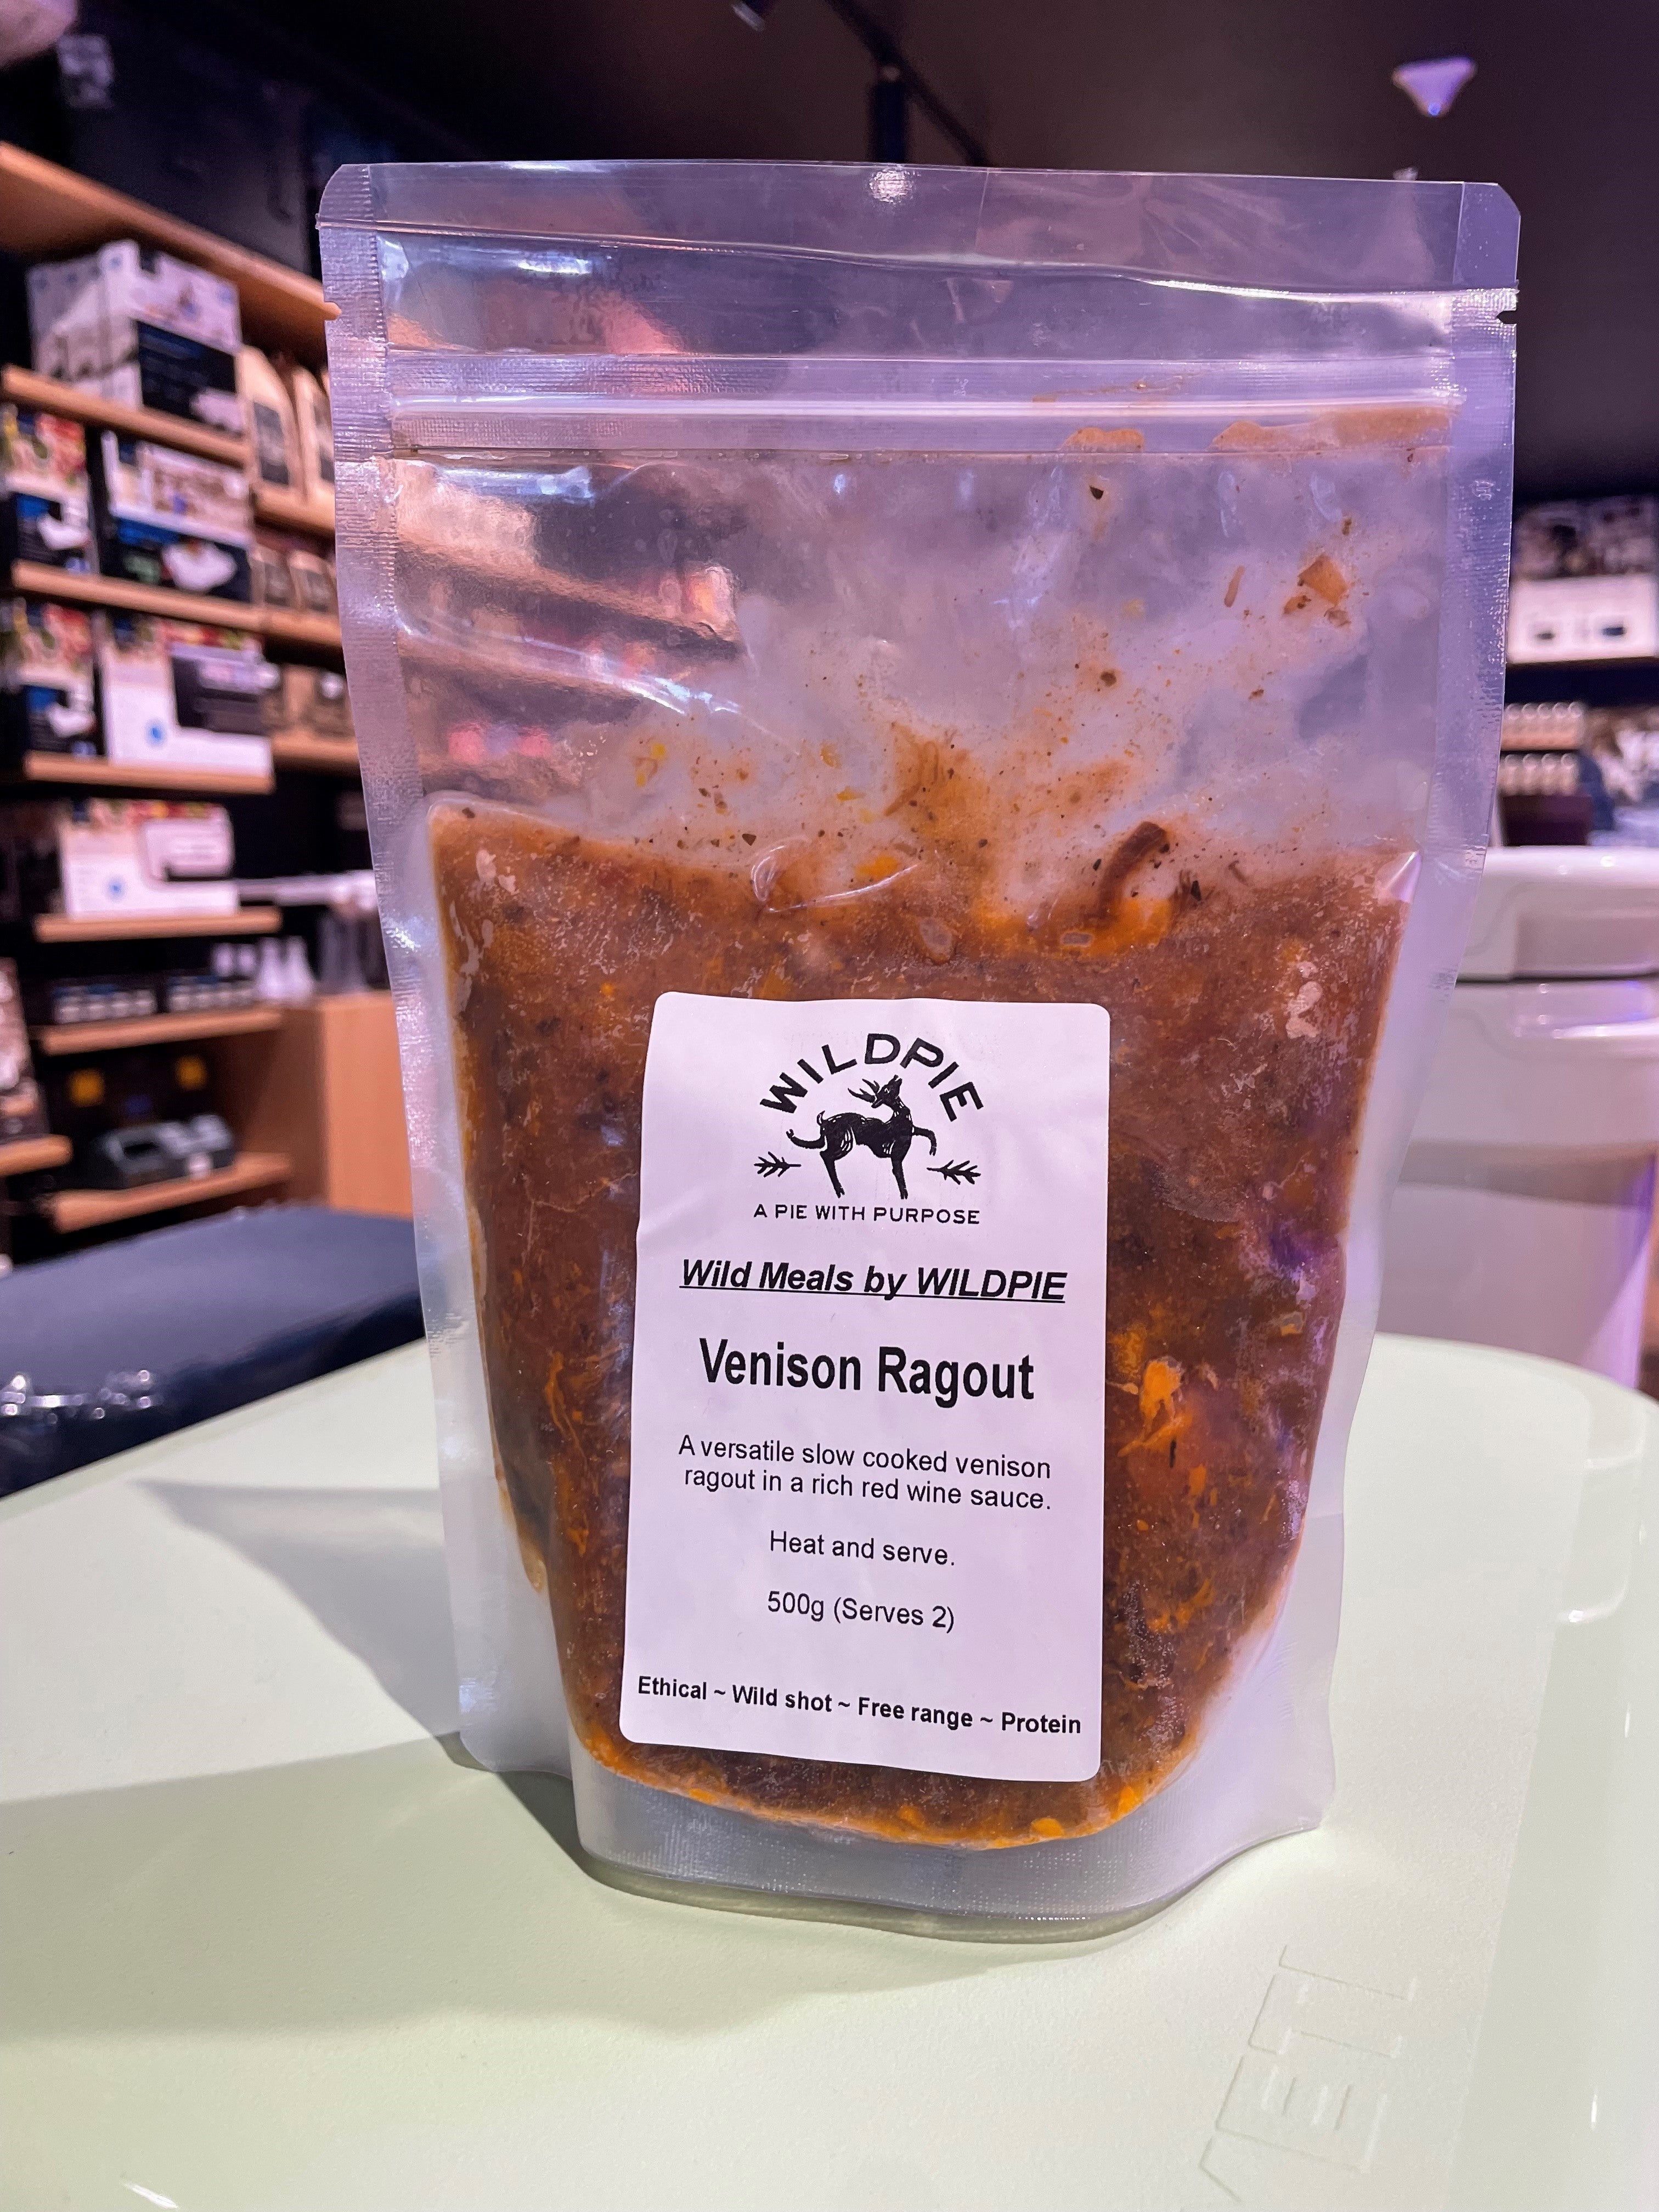 WILDPIE
A PIE WITH PURPOSE
Wild Meals by WILDPIE
Venison Ragout
A versatile slow cooked venison
ragout in a rich red wine sauce.
Heat and serve.
500g (Serves 2)
Ethical ~ Wild shot ~ Free range ~ Protein
YETI